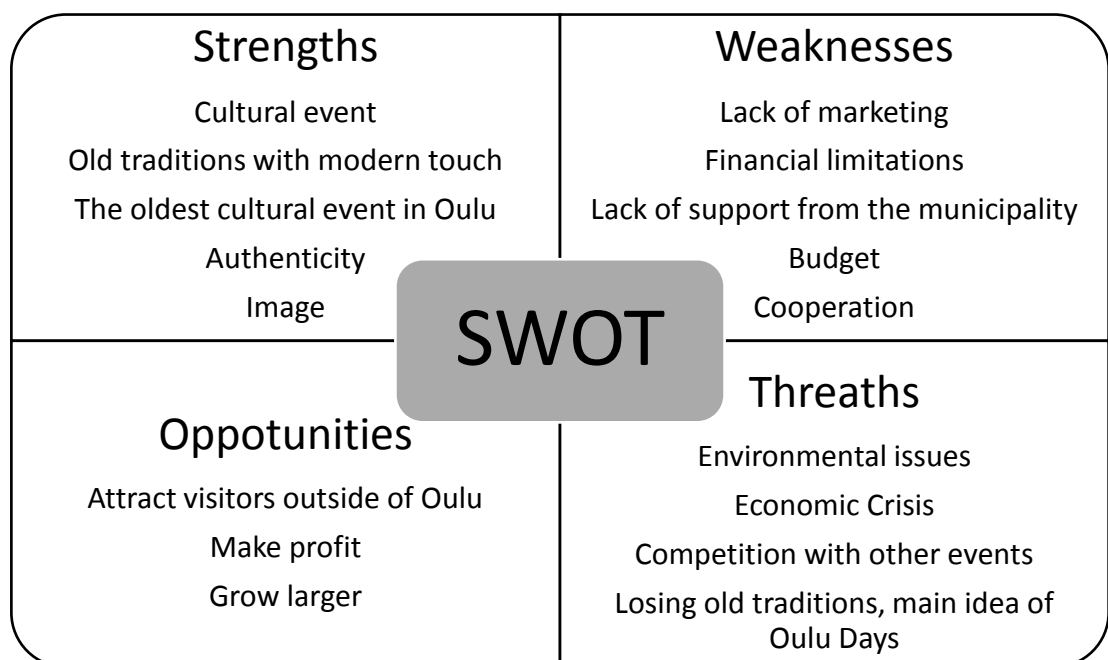 Strengths
Cultural event
Old traditions with modern touch
The oldest cultural event in Oulu
Authenticity
Image
Weaknesses
Lack of marketing
Financial limitations
Lack of support from the municipality
Budget
Cooperation
SWOT
Oppotunities
Attract visitors outside of Oulu
Make profit
Grow larger
Threaths
Environmental issues
Economic Crisis
Competition with other events
Losing old traditions, main idea of
Oulu Days